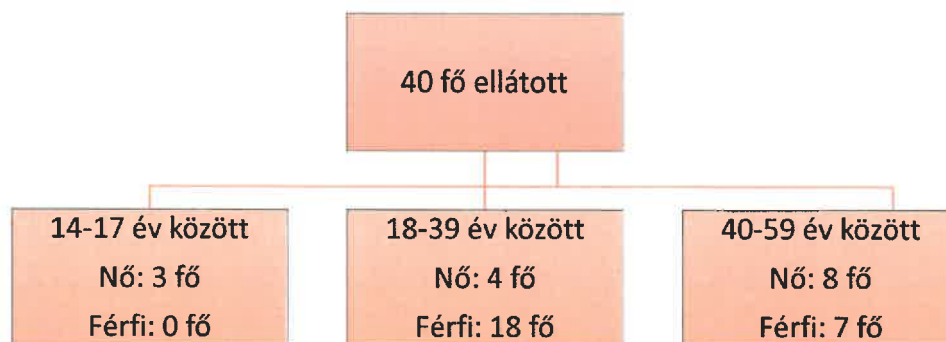 40 fő ellátott
14-17 év között
Nő: 3 fő
Férfi: 0 fő
18-39 év között
Nő: 4 fő
Férfi: 18 fő
40-59 év között
Nő: 8 fő
Férfi: 7 fő